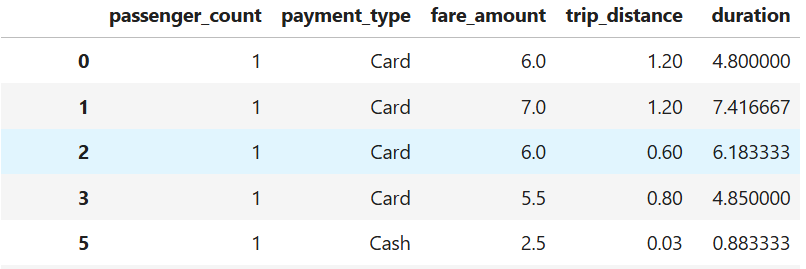 passenger_count payment_type fare_amount trip_distance duration
0 1 Card 6.0 1.20 4.800000
1 1 Card 7.0 1.20 7.416667
2 1 Card 6.0 0.60 6.183333
3 1 Card 5.5 0.80 4.850000
5 1 Cash 2.5 0.03 0.883333